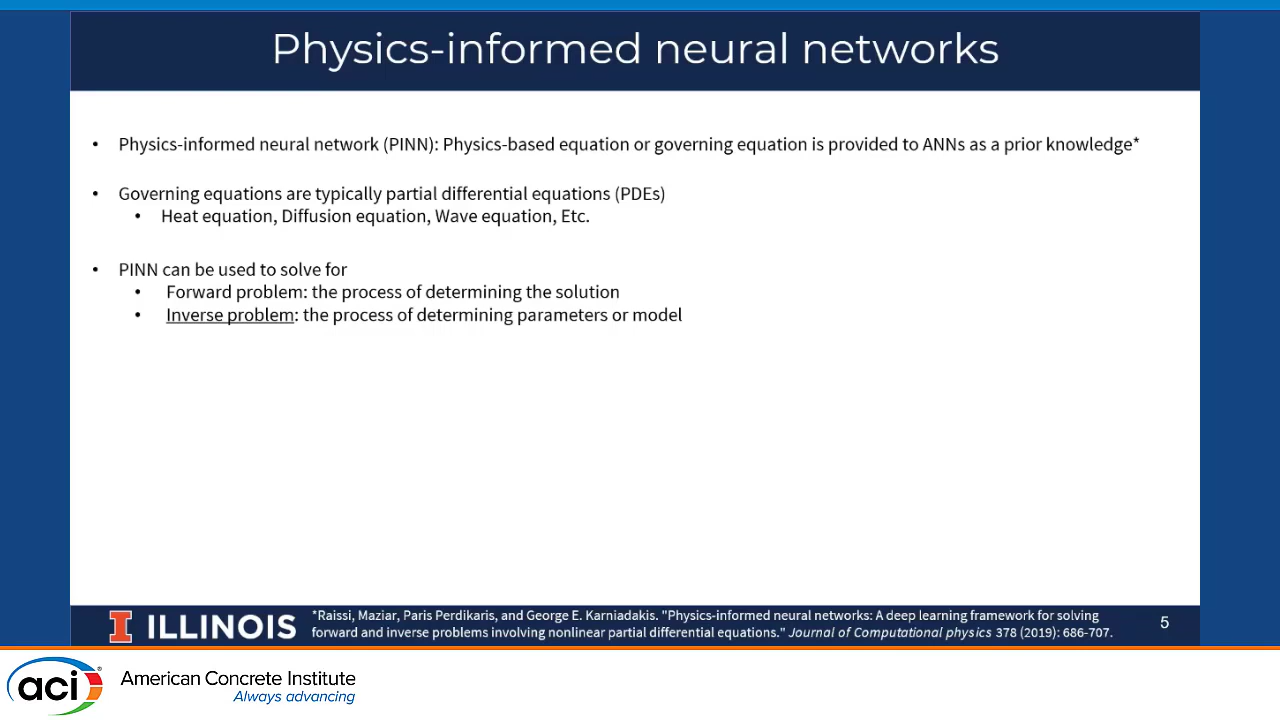 Physics-informed neural networks
• Physics-informed neural network (PINN): Physics-based equation or governing equation is provided to ANNs as a prior knowledge*
• Governing equations are typically partial differential equations (PDEs)
• Heat equation, Diffusion equation, Wave equation, Etc.
• PINN can be used to solve for
• Forward problem: the process of determining the solution
• Inverse problem: the process of determining parameters or model
I ILLINOIS
*Raissi, Maziar, Paris Perdikaris, and George E. Karniadakis. "Physics-informed neural networks: A deep learning framework for solving
forward and inverse problems involving nonlinear partial differential equations." Journal of Computational physics 378 (2019): 686-707.
5
aci®
American Concrete Institute
Always advancing